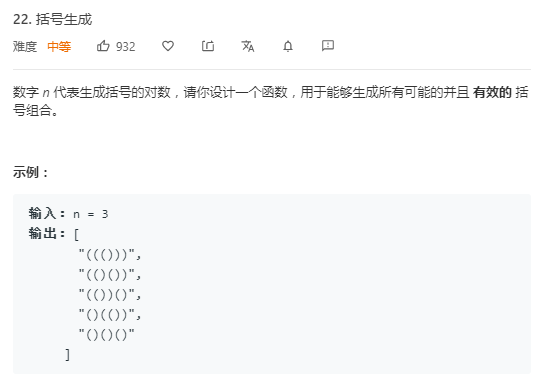 22. 括号生成
难度 中等 932
数字 n 代表生成括号的对数，请你设计一个函数，用于能够生成所有可能的并且 有效的 括
号组合。
示例：
输入：n = 3
输出：[
"((()))",
"(()())",
"(())()",
"()(())",
"()()()"
]